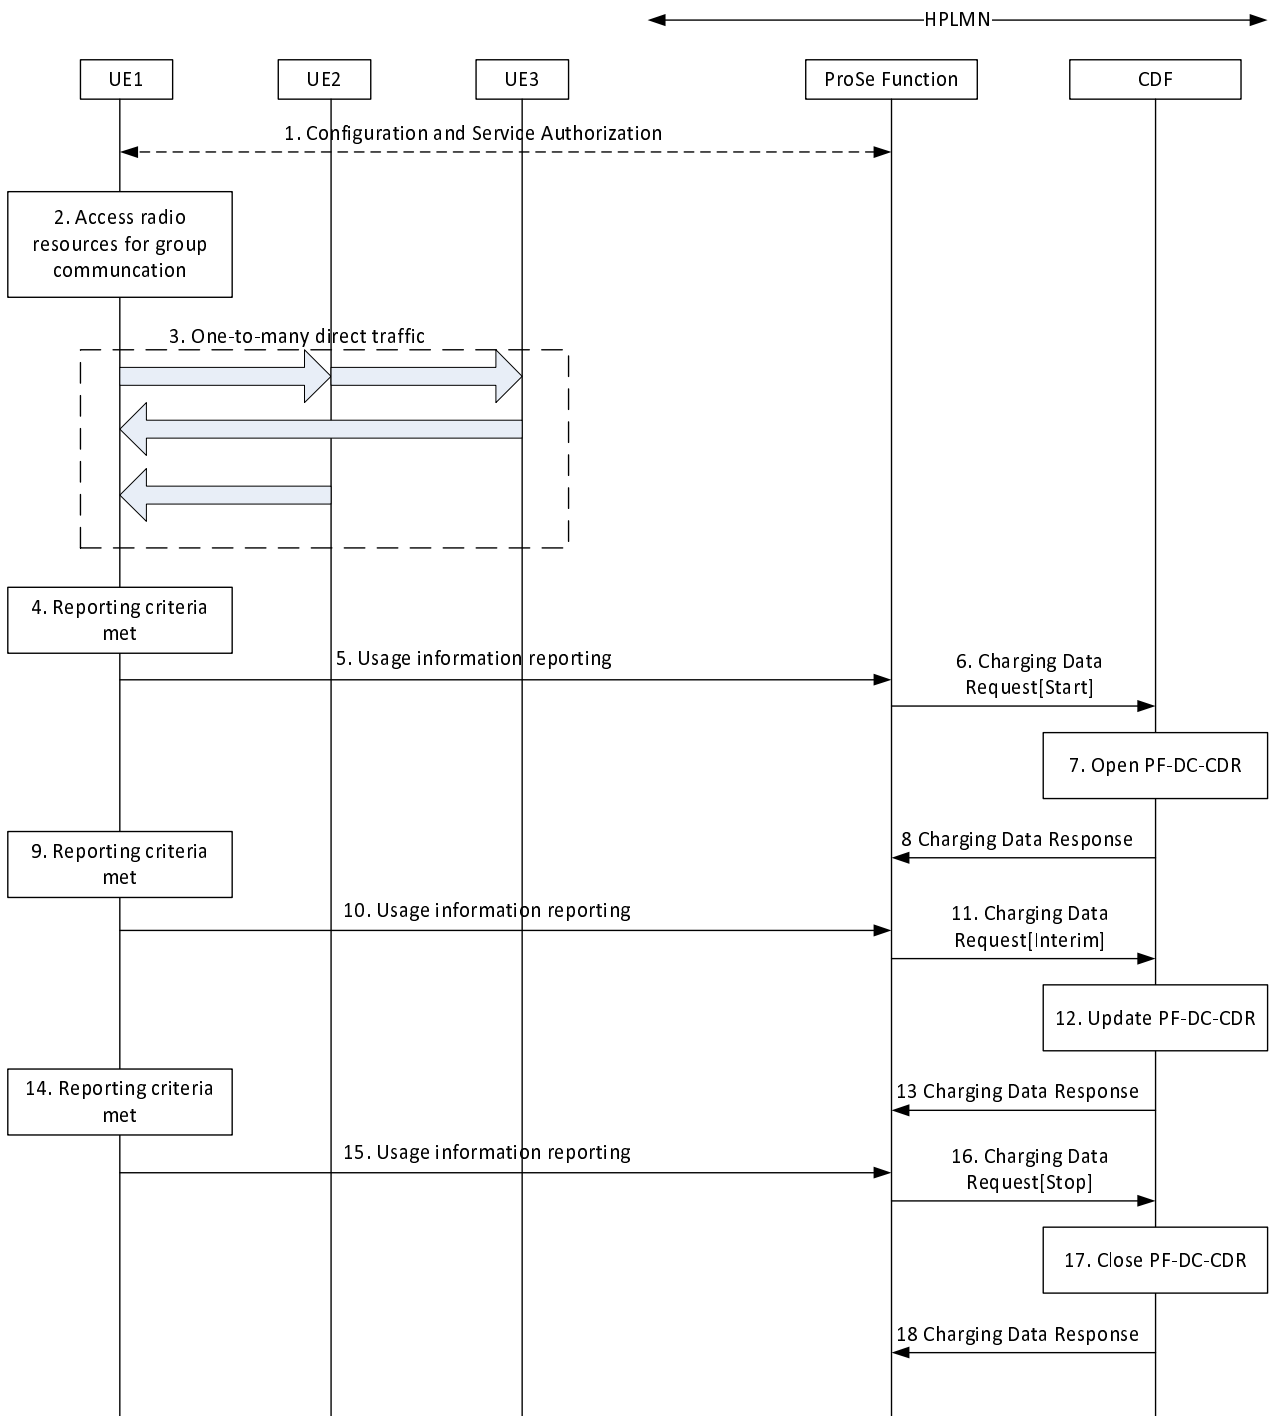 HPLMN
UE1
UE2
UE3
ProSe Function
CDF
1. Configuration and Service Authorization
2. Access radio
resources for group
communcation
3. One-to-many direct traffic
4. Reporting criteria
met
5. Usage information reporting
6. Charging Data
Request[Start]
7. Open PF-DC-CDR
8 Charging Data Response
9. Reporting criteria
met
10. Usage information reporting
11. Charging Data
Request[Interim]
12. Update PF-DC-CDR
13 Charging Data Response
14. Reporting criteria
met
15. Usage information reporting
16. Charging Data
Request[Stop]
17. Close PF-DC-CDR
18 Charging Data Response